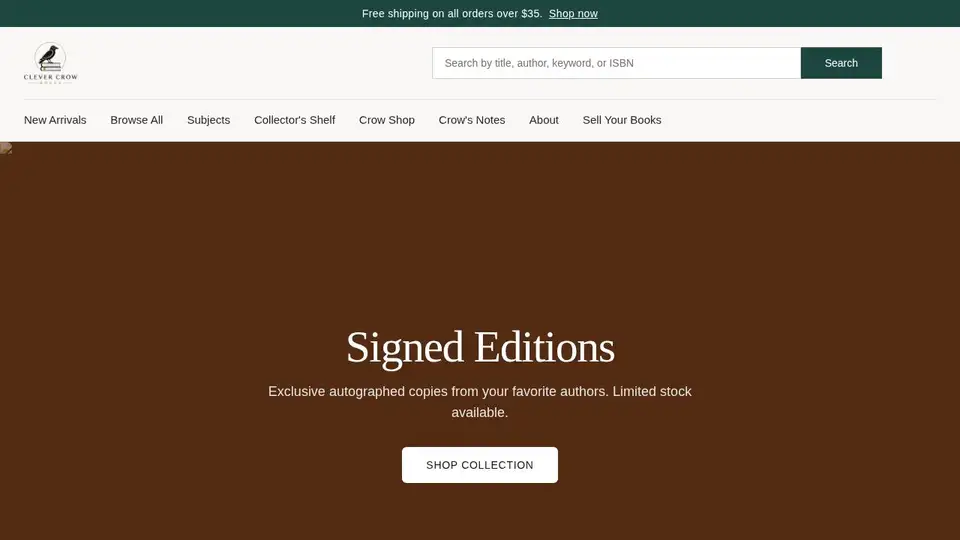 Free shipping on all orders over $35. Shop now
CLEVER CROW
Search by title, author, keyword, or ISBN
Search
New Arrivals
Browse All
Subjects
Collector's Shelf
Crow Shop
Crow's Notes
About
Sell Your Books
Signed Editions
Exclusive autographed copies from your favorite authors. Limited stock
available.
SHOP COLLECTION